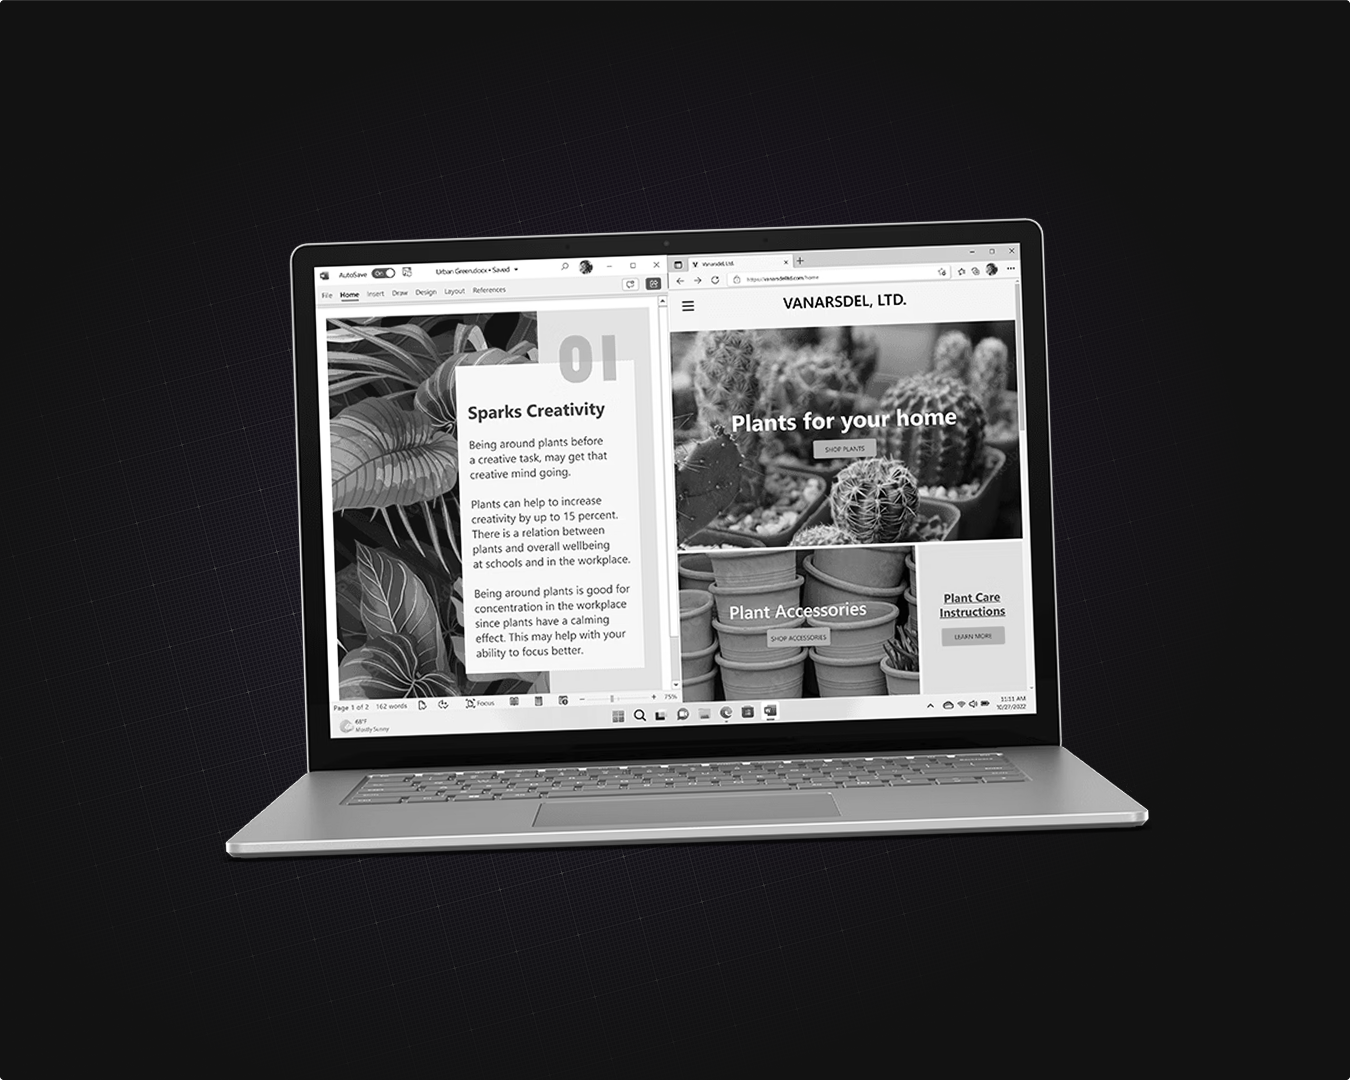 AutoSave
On
Urban Green.docx • Saved
File Home Insert Draw Design Layout References
01
Sparks Creativity
Being around plants before
a creative task, may get that
creative mind going.
Plants can help to increase
creativity by up to 15 percent.
There is a relation between
plants and overall wellbeing
at schools and in the workplace.
Being around plants is good for
concentration in the workplace
since plants have a calming
effect. This may help with your
ability to focus better.
Page 1 of 2 162 words
Focus
75%
Vanarsdel, Ltd.
https://vanarsdelltd.com/home
VANARSDEL, LTD.
Plants for your home
SHOP PLANTS
Plant Accessories
SHOP ACCESSORIES
Plant Care
Instructions
LEARN MORE
68°F
Mostly Sunny
11:11 AM
10/27/2022